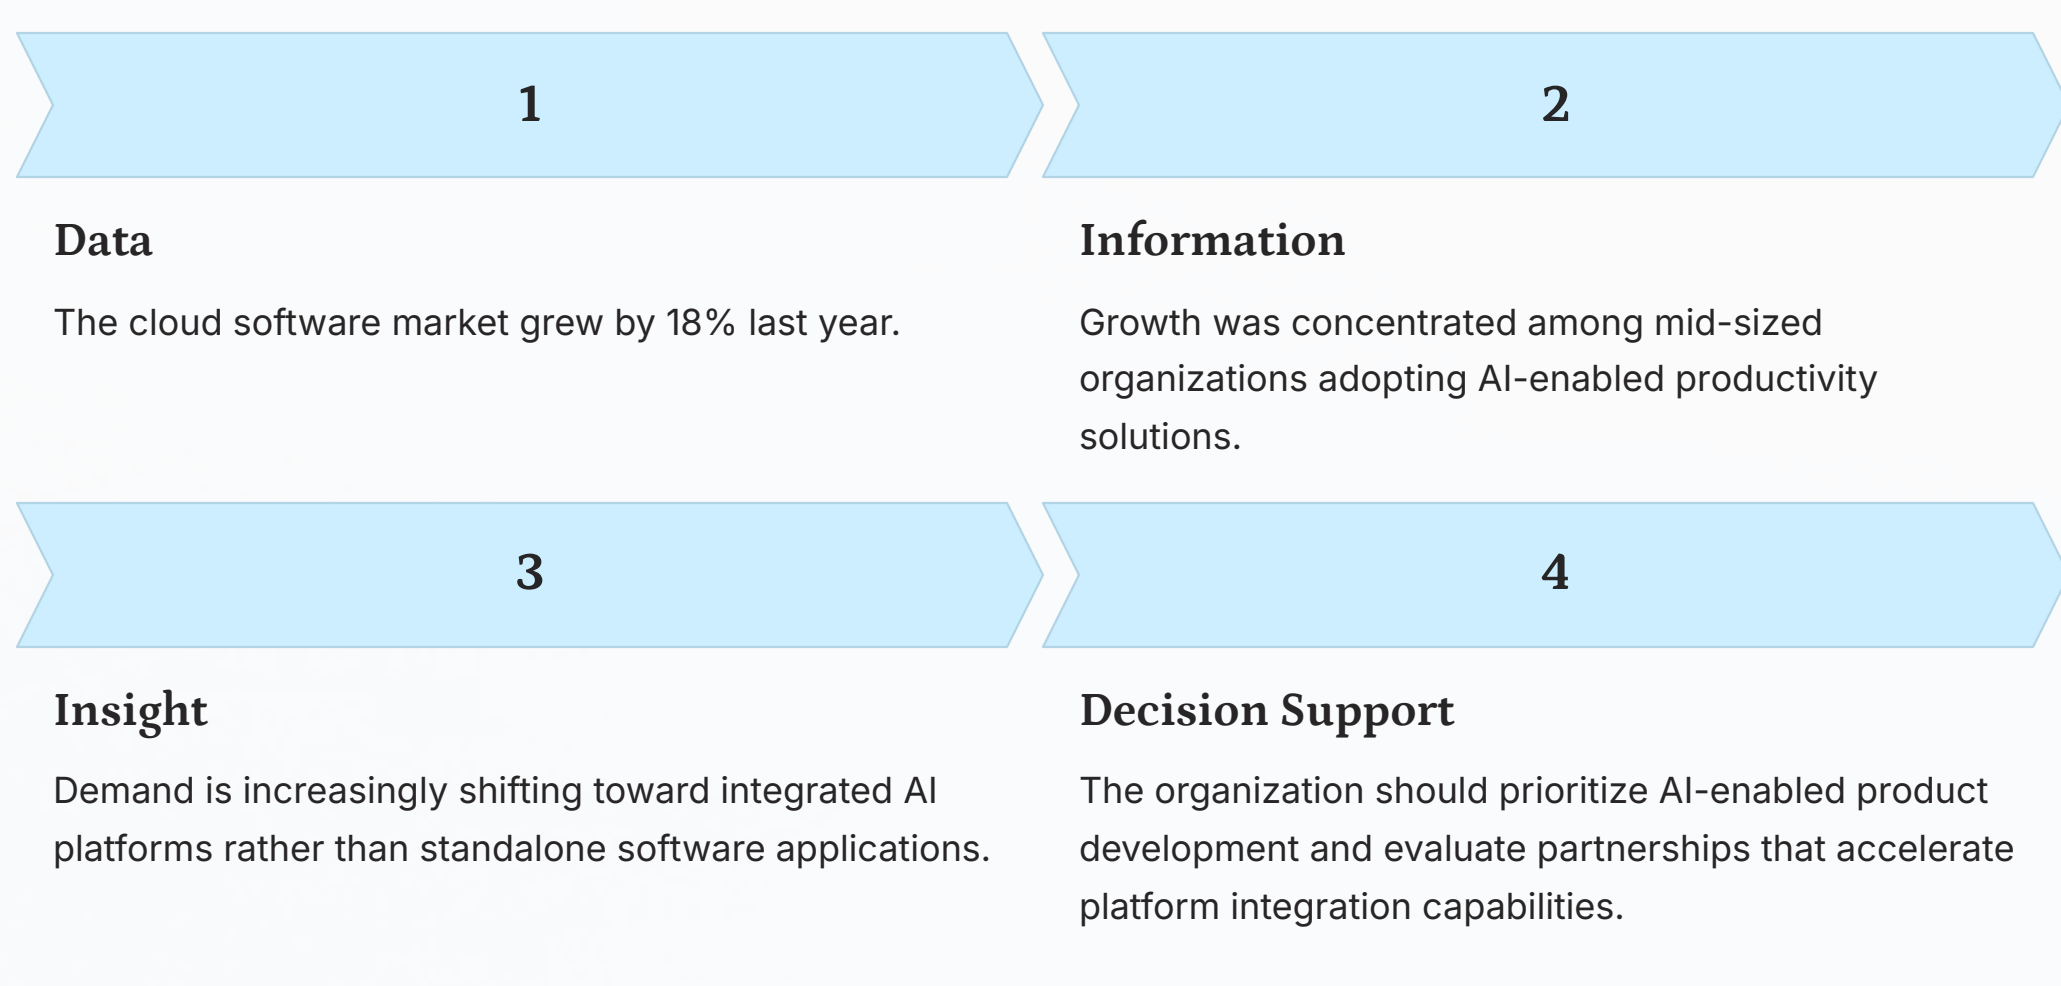 1
2
Data
The cloud software market grew by 18% last year.
Information
Growth was concentrated among mid-sized
organizations adopting AI-enabled productivity
solutions.
3
4
Insight
Demand is increasingly shifting toward integrated AI
platforms rather than standalone software applications.
Decision Support
The organization should prioritize AI-enabled product
development and evaluate partnerships that accelerate
platform integration capabilities.